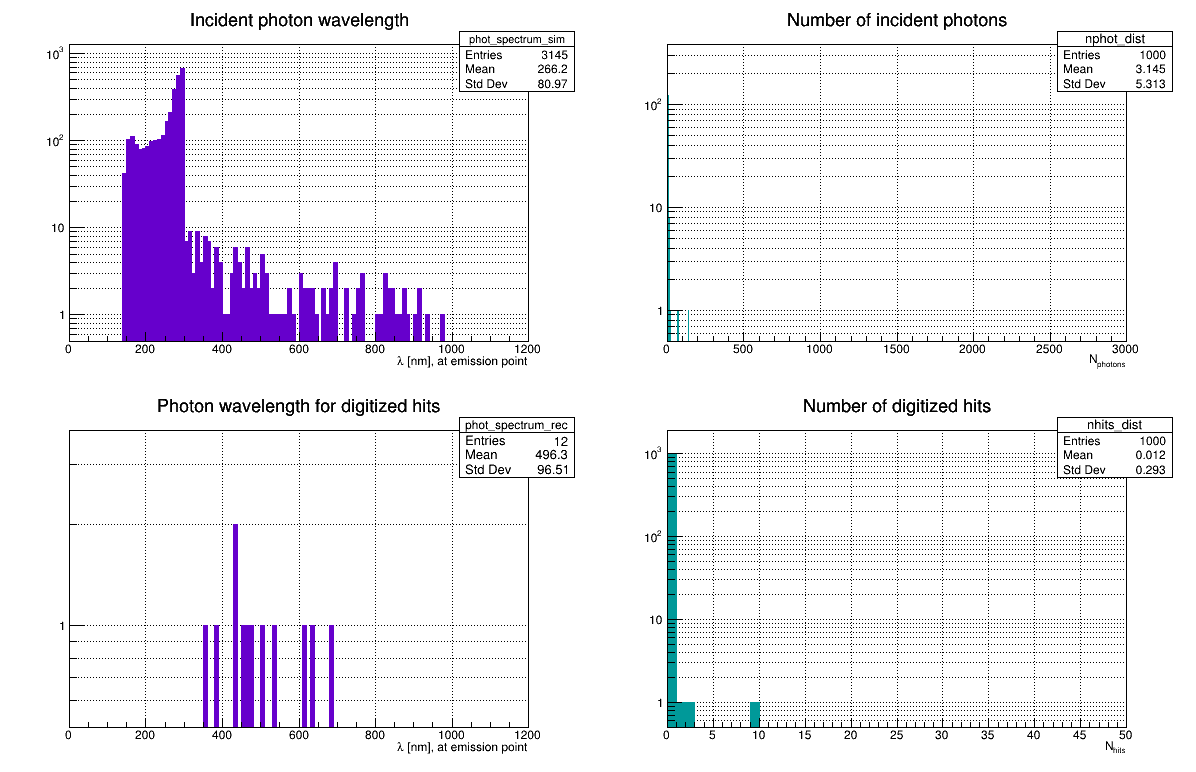 Incident photon wavelength
phot_spectrum_sim
Entries 3145
Mean 266.2
Std Dev 80.97
10³
10²
10
1
0 200 400 600 800 1000 1200
λ [nm], at emission point
Number of incident photons
nphot_dist
Entries 1000
Mean 3.145
Std Dev 5.313
10²
10
1
0 500 1000 1500 2000 2500 3000
N_photons
Photon wavelength for digitized hits
phot_spectrum_rec
Entries 12
Mean 496.3
Std Dev 96.51
1
0 200 400 600 800 1000 1200
λ [nm], at emission point
Number of digitized hits
nhits_dist
Entries 1000
Mean 0.012
Std Dev 0.293
10³
10²
10
1
0 5 10 15 20 25 30 35 40 45 50
N_hits